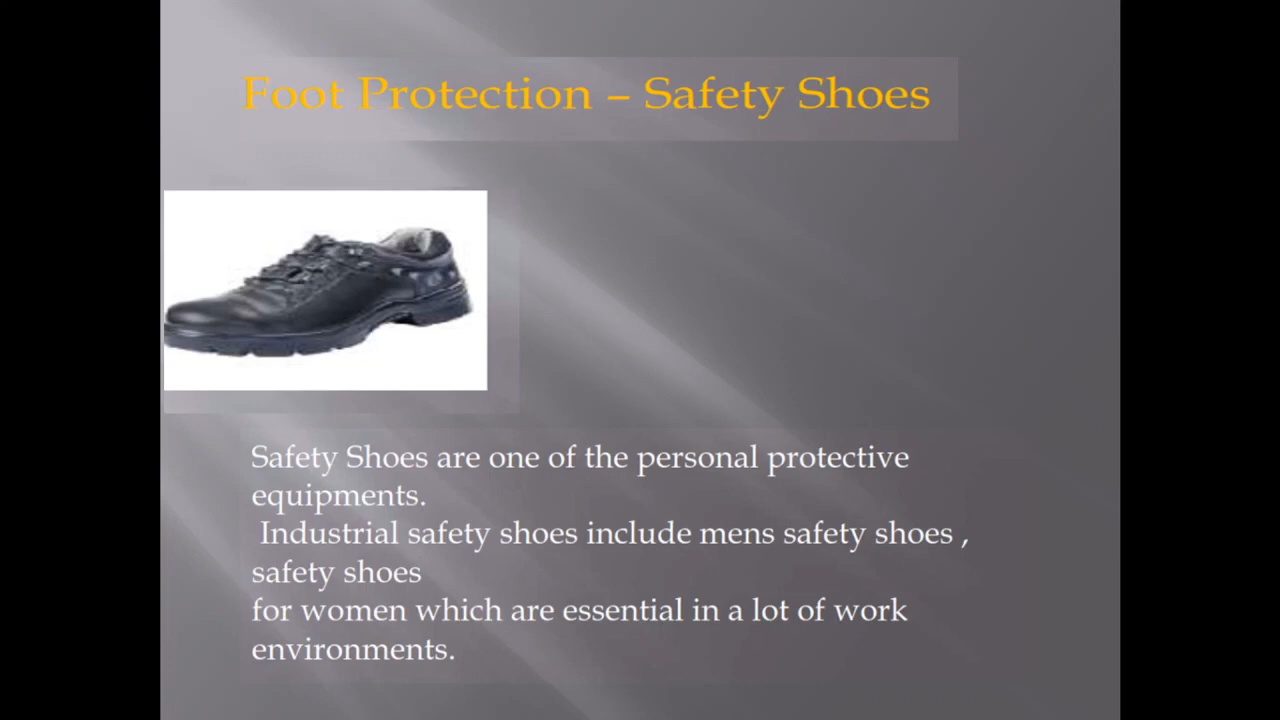 Foot Protection – Safety Shoes
Safety Shoes are one of the personal protective
equipments.
Industrial safety shoes include mens safety shoes ,
safety shoes
for women which are essential in a lot of work
environments.